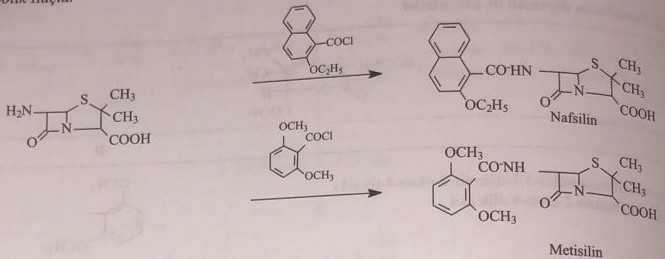 COCl
OC₂H₅
H₂N
S
CH₃
CH₃
N
O
COOH
CO-HN
S
CH₃
CH₃
OC₂H₅
O
N
COOH
Nafsilin
OCH₃
COCl
OCH₃
OCH₃
CO-NH
S
CH₃
CH₃
OCH₃
O
N
COOH
Metisilin